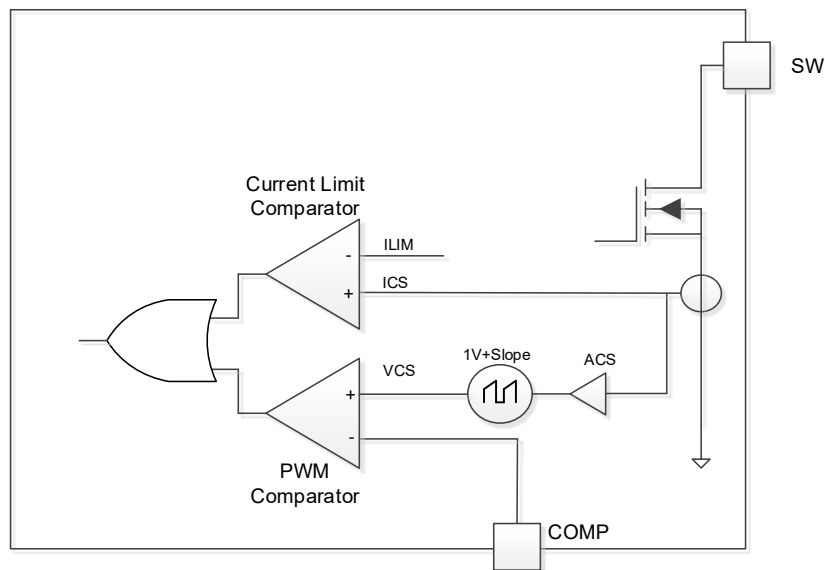 SW
Current Limit
Comparator
- ILIM
+ ICS
1V+Slope
ACS
VCS
+
-
PWM
Comparator
COMP